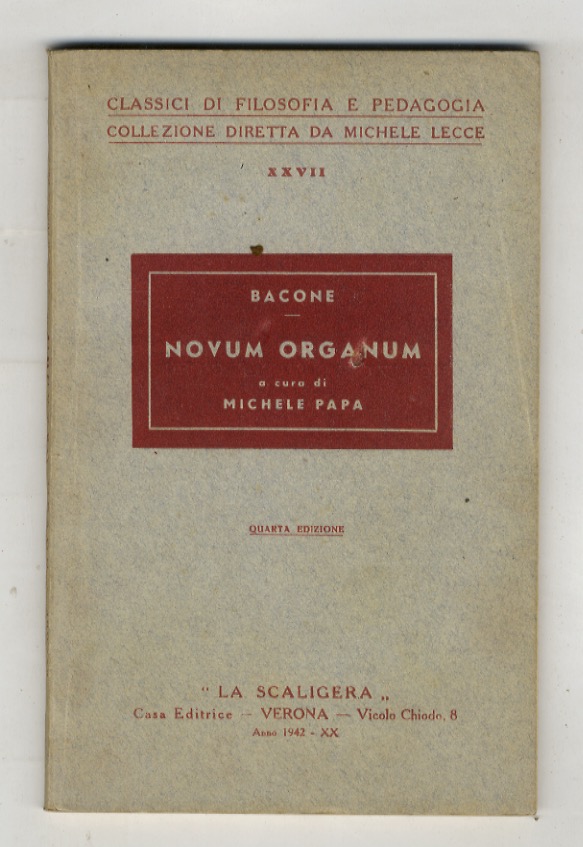 CLASSICI DI FILOSOFIA E PEDAGOGIA
COLLEZIONE DIRETTA DA MICHELE LECCE
XXVII
BACONE
NOVUM ORGANUM
a cura di
MICHELE PAPA
QUARTA EDIZIONE
“ LA SCALIGERA „
Casa Editrice — VERONA — Vicolo Chiodo, 8
Anno 1942 - XX